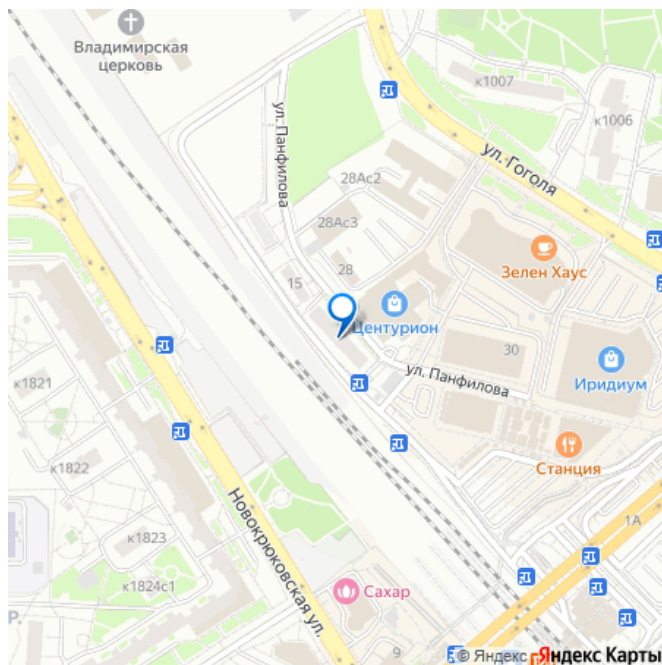 Владимирская
церковь
к1007
к1006
ул. Панфилова
ул. Гоголя
28Ас2
28Ас3
Зелен Хаус
28
15
Центурион
30
ул. Панфилова
Иридиум
к1821
к1822
Станция
Новокрюковская ул.
1А
к1823
к1824с1
Сахар
Р.
9
© Яндекс Яндекс Карты